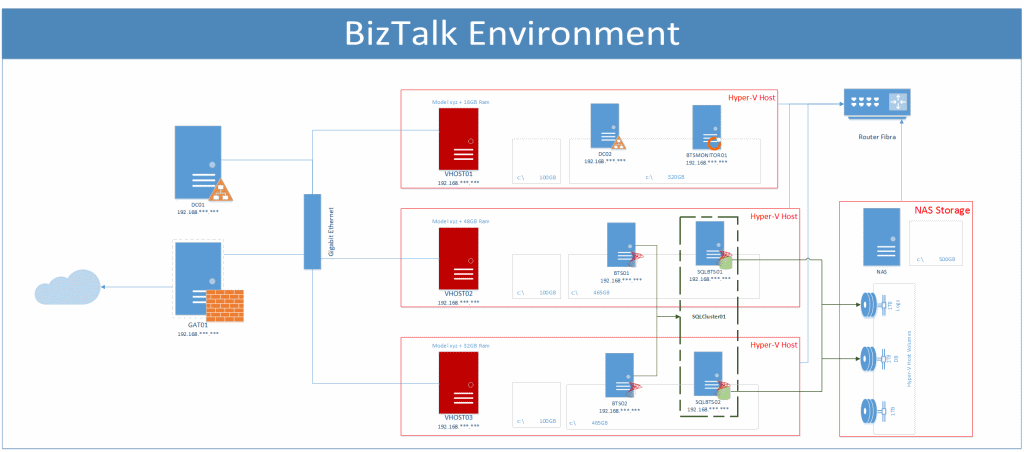 BizTalk Environment
Model xyz + 16GB Ram
Hyper-V Host
VHOST01
192.168.***.***
c:\ 100GB
DC02
192.168.***.***
BTSMONITOR01
192.168.***.***
c:\ 320GB
Router Fibra
DC01
192.168.***.***
Gigabit Ethernet
GAT01
192.168.***.***
Model xyz + 48GB Ram
Hyper-V Host
VHOST02
192.168.***.***
c:\ 100GB
BTS01
192.168.***.***
SQLBTS01
192.168.***.***
c:\ 465GB
SQLCluster01
Model xyz + 32GB Ram
Hyper-V Host
VHOST03
192.168.***.***
c:\ 100GB
BTS02
192.168.***.***
SQLBTS02
192.168.***.***
c:\ 465GB
NAS Storage
NAS
c:\ 500GB
1TB
Logs
1TB
DB
1TB
Hyper-V Host Volumes